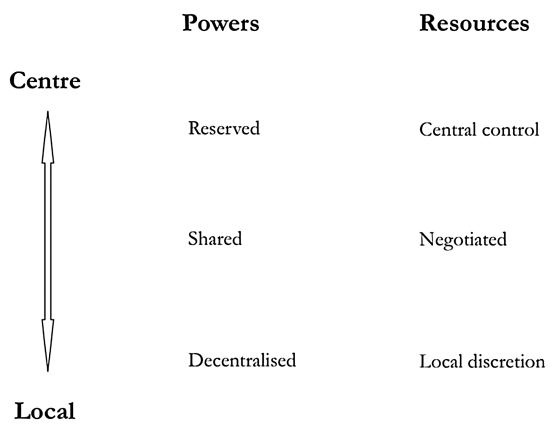 Powers Resources
Centre
Reserved Central control
Shared Negotiated
Decentralised Local discretion
Local